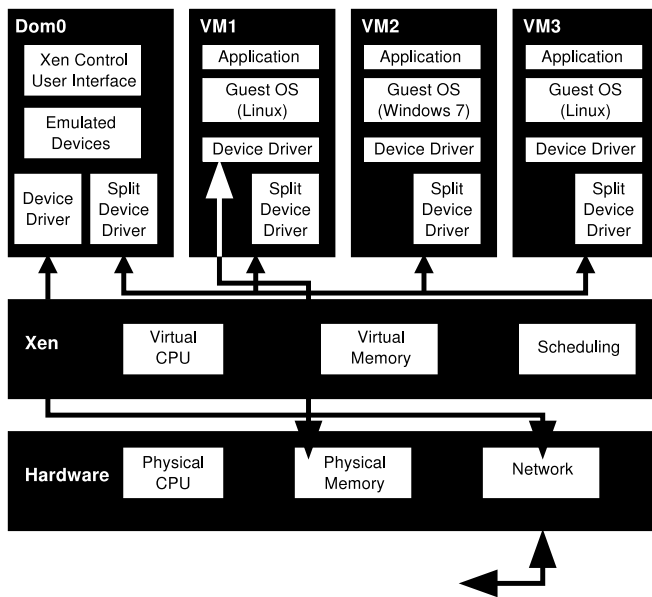 Dom0
Xen Control
User Interface
Emulated
Devices
Device
Driver
Split
Device
Driver
VM1
Application
Guest OS
(Linux)
Device Driver
Split
Device
Driver
VM2
Application
Guest OS
(Windows 7)
Device Driver
Split
Device
Driver
VM3
Application
Guest OS
(Linux)
Device Driver
Split
Device
Driver
Xen
Virtual
CPU
Virtual
Memory
Scheduling
Hardware
Physical
CPU
Physical
Memory
Network